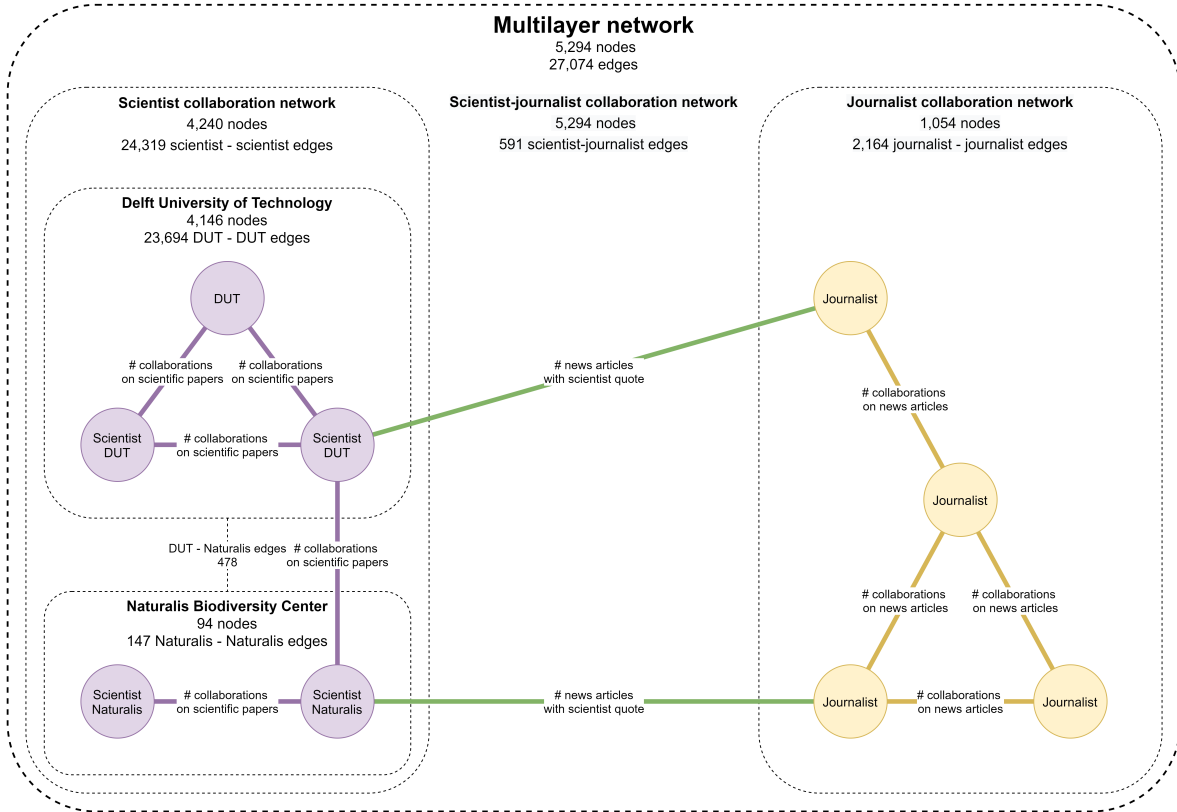 Multilayer network
5,294 nodes
27,074 edges
Scientist collaboration network
4,240 nodes
24,319 scientist - scientist edges
Scientist-journalist collaboration network
5,294 nodes
591 scientist-journalist edges
Journalist collaboration network
1,054 nodes
2,164 journalist - journalist edges
Delft University of Technology
4,146 nodes
23,694 DUT - DUT edges
DUT
# collaborations
on scientific papers
# collaborations
on scientific papers
Scientist
DUT
# collaborations
on scientific papers
Scientist
DUT
DUT - Naturalis edges
478
# collaborations
on scientific papers
Naturalis Biodiversity Center
94 nodes
147 Naturalis - Naturalis edges
Scientist
Naturalis
# collaborations
on scientific papers
Scientist
Naturalis
# news articles
with scientist quote
# news articles
with scientist quote
Journalist
# collaborations
on news articles
Journalist
# collaborations
on news articles
# collaborations
on news articles
Journalist
# collaborations
on news articles
Journalist